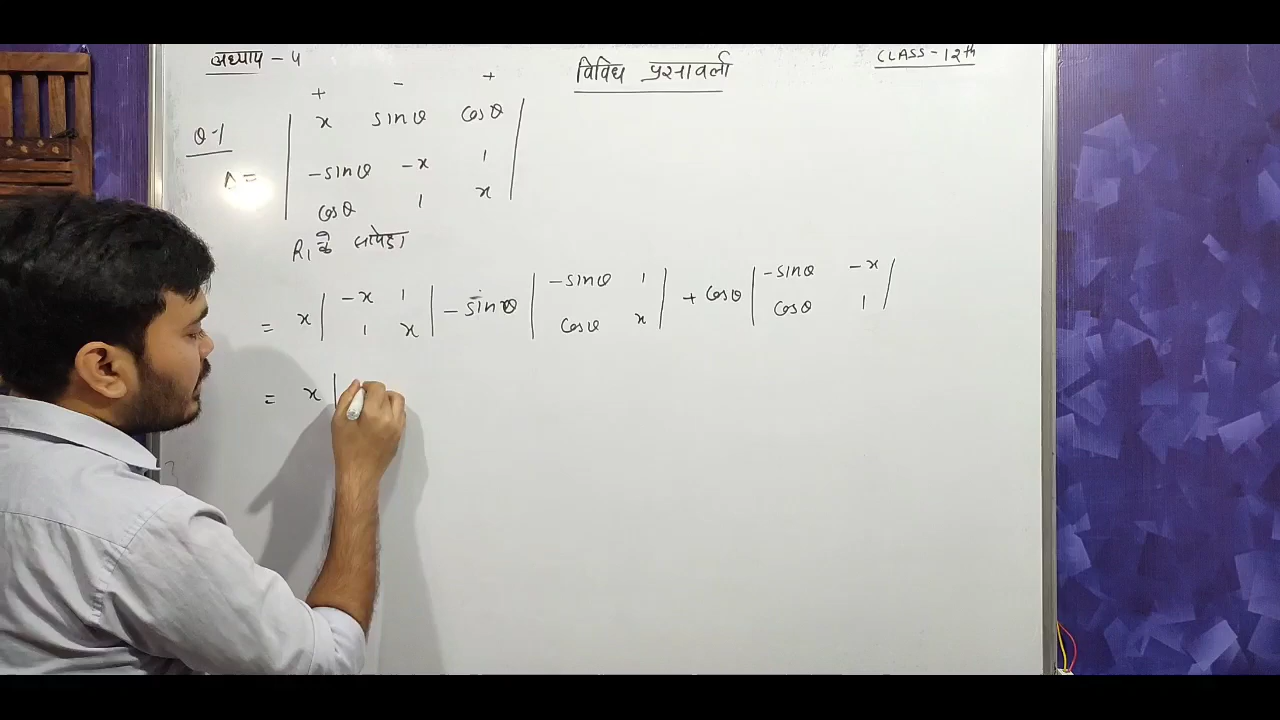 अध्याय - 4
विविध प्रश्नावली
CLASS - 12th
+ - +
Q-1
| x sinθ cosθ |
Δ = | -sinθ -x 1 |
| cosθ 1 x |
R₁ के सापेक्ष
= x | -x 1 | - sinθ | -sinθ 1 | + cosθ | -sinθ -x |
| 1 x | | cosθ x | | cosθ 1 |
= x |